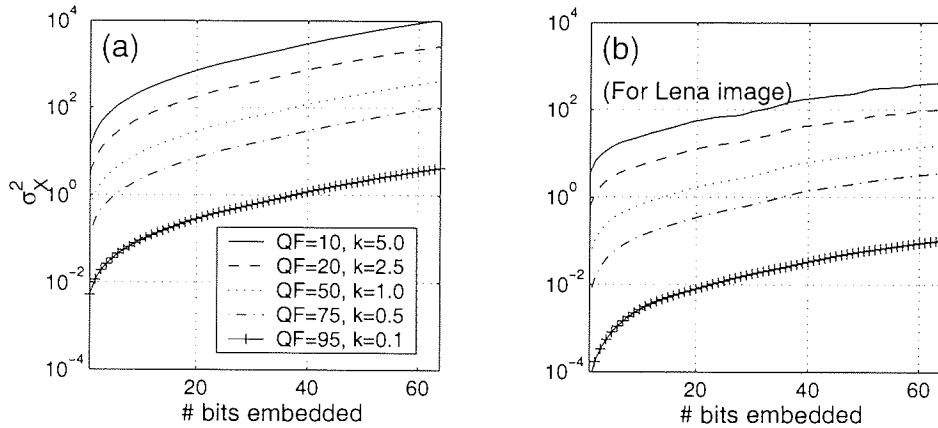 (a)
10^4
10^2
10^0
10^-2
10^-4
σ_X^2
QF=10, k=5.0
QF=20, k=2.5
QF=50, k=1.0
QF=75, k=0.5
QF=95, k=0.1
20
40
60
# bits embedded
(b)
(For Lena image)
10^4
10^2
10^0
10^-2
10^-4
20
40
60
# bits embedded